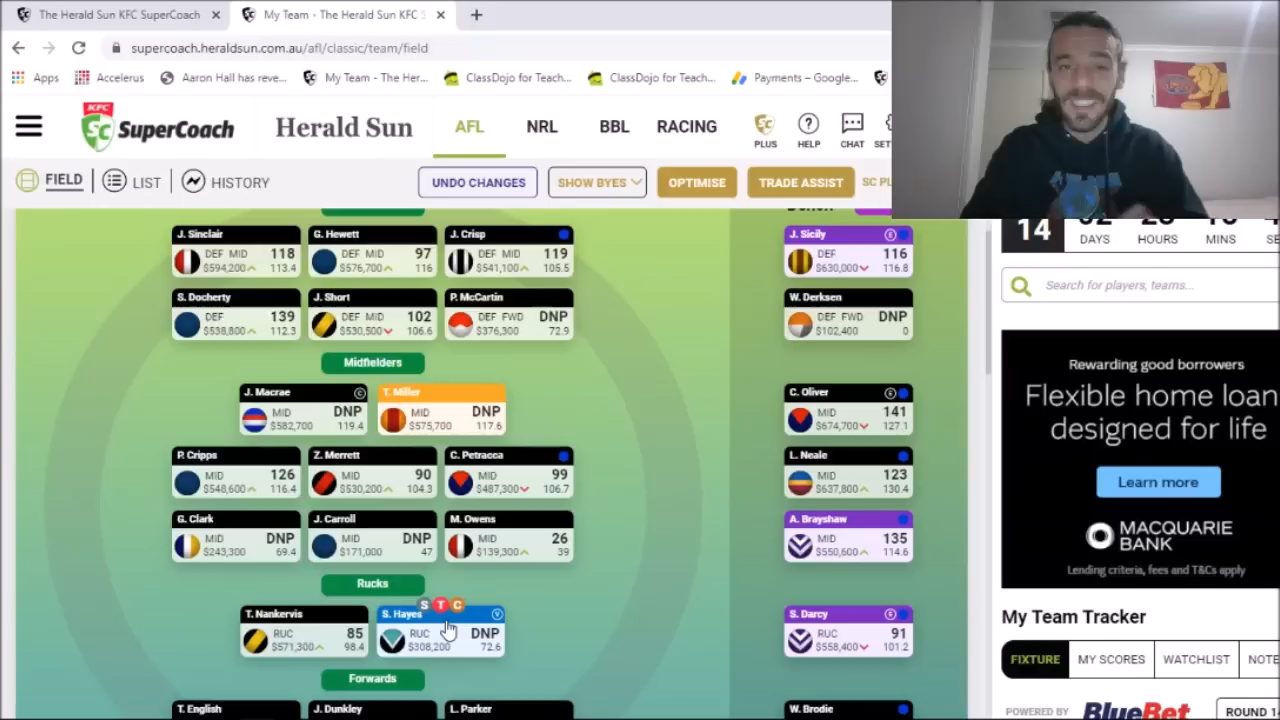 The Herald Sun KFC SuperCoach
My Team - The Herald Sun KFC S
supercoach.heraldsun.com.au/afl/classic/team/field
Apps
Accelerus
Aaron Hall has reve...
My Team - The Her...
ClassDojo for Teach...
ClassDojo for Teach...
Payments – Google...
KFC
SC SuperCoach
Herald Sun
AFL
NRL
BBL
RACING
PLUS
HELP
CHAT
SET
FIELD
LIST
HISTORY
UNDO CHANGES
SHOW BYES
OPTIMISE
TRADE ASSIST
SC PL
J. Sinclair
DEF MID 118
$594,200 113.4
G. Hewett
DEF MID 97
$576,700 116
J. Crisp
DEF MID 119
$541,100 105.5
J. Sicily E
DEF 116
$630,000 116.8
S. Docherty
DEF 139
$538,800 112.3
J. Short
DEF MID 102
$530,500 106.6
P. McCartin
DEF FWD DNP
$376,300 72.9
W. Derksen
DEF FWD DNP
$102,400 0
Midfielders
J. Macrae C
MID DNP
$582,700 119.4
T. Miller
MID DNP
$575,700 117.6
C. Oliver E
MID 141
$674,700 127.1
P. Cripps
MID 126
$548,600 116.4
Z. Merrett
MID 90
$530,200 104.3
C. Petracca
MID 99
$487,300 106.7
L. Neale
MID 123
$637,800 130.4
G. Clark
MID DNP
$243,300 69.4
J. Carroll
MID DNP
$171,000 47
M. Owens
MID 26
$139,300 39
A. Brayshaw
MID 135
$550,600 114.6
Rucks
S T C
T. Nankervis
RUC 85
$571,300 98.4
S. Hayes V
RUC DNP
$308,200 72.6
S. Darcy E
RUC 91
$558,400 101.2
Forwards
T. English
J. Dunkley
L. Parker
W. Brodie
14
DAYS
HOURS
MINS
SE
Search for players, teams...
Rewarding good borrowers
Flexible home loan
designed for life
Learn more
MACQUARIE
BANK
Lending criteria, fees and T&Cs apply
My Team Tracker
FIXTURE
MY SCORES
WATCHLIST
NOTE
POWERED BY
BlueBet
ROUND 1